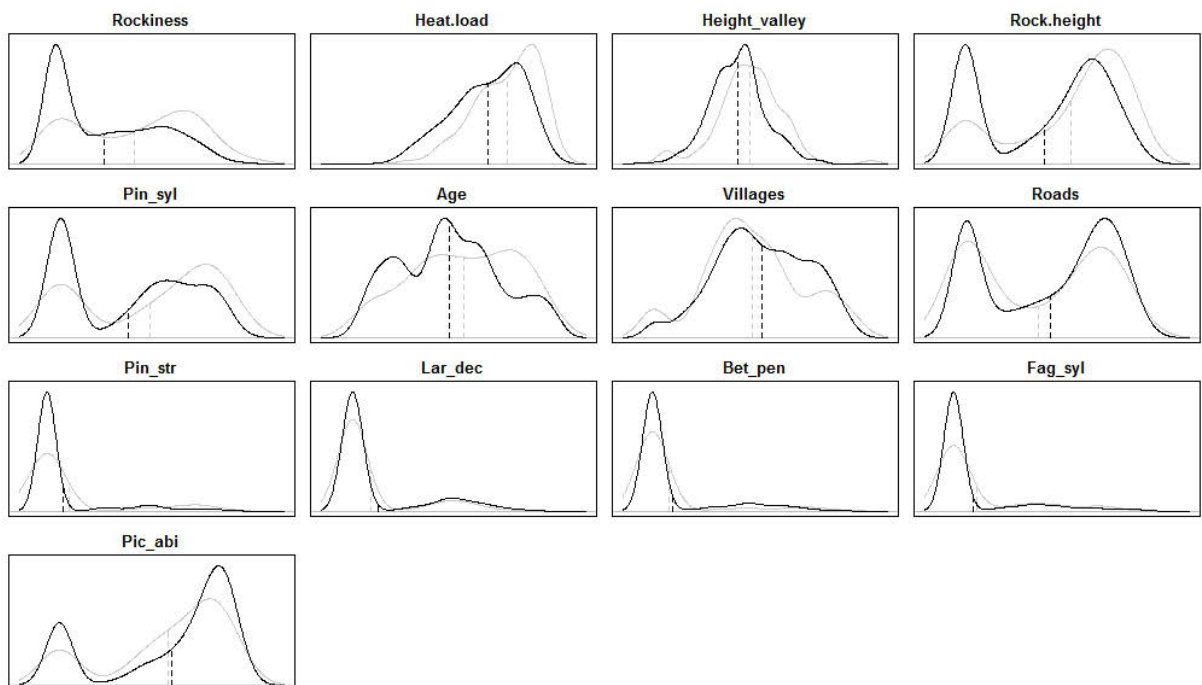 Rockiness Heat.load Height_valley Rock.height
Pin_syl Age Villages Roads
Pin_str Lar_dec Bet_pen Fag_syl
Pic_abi